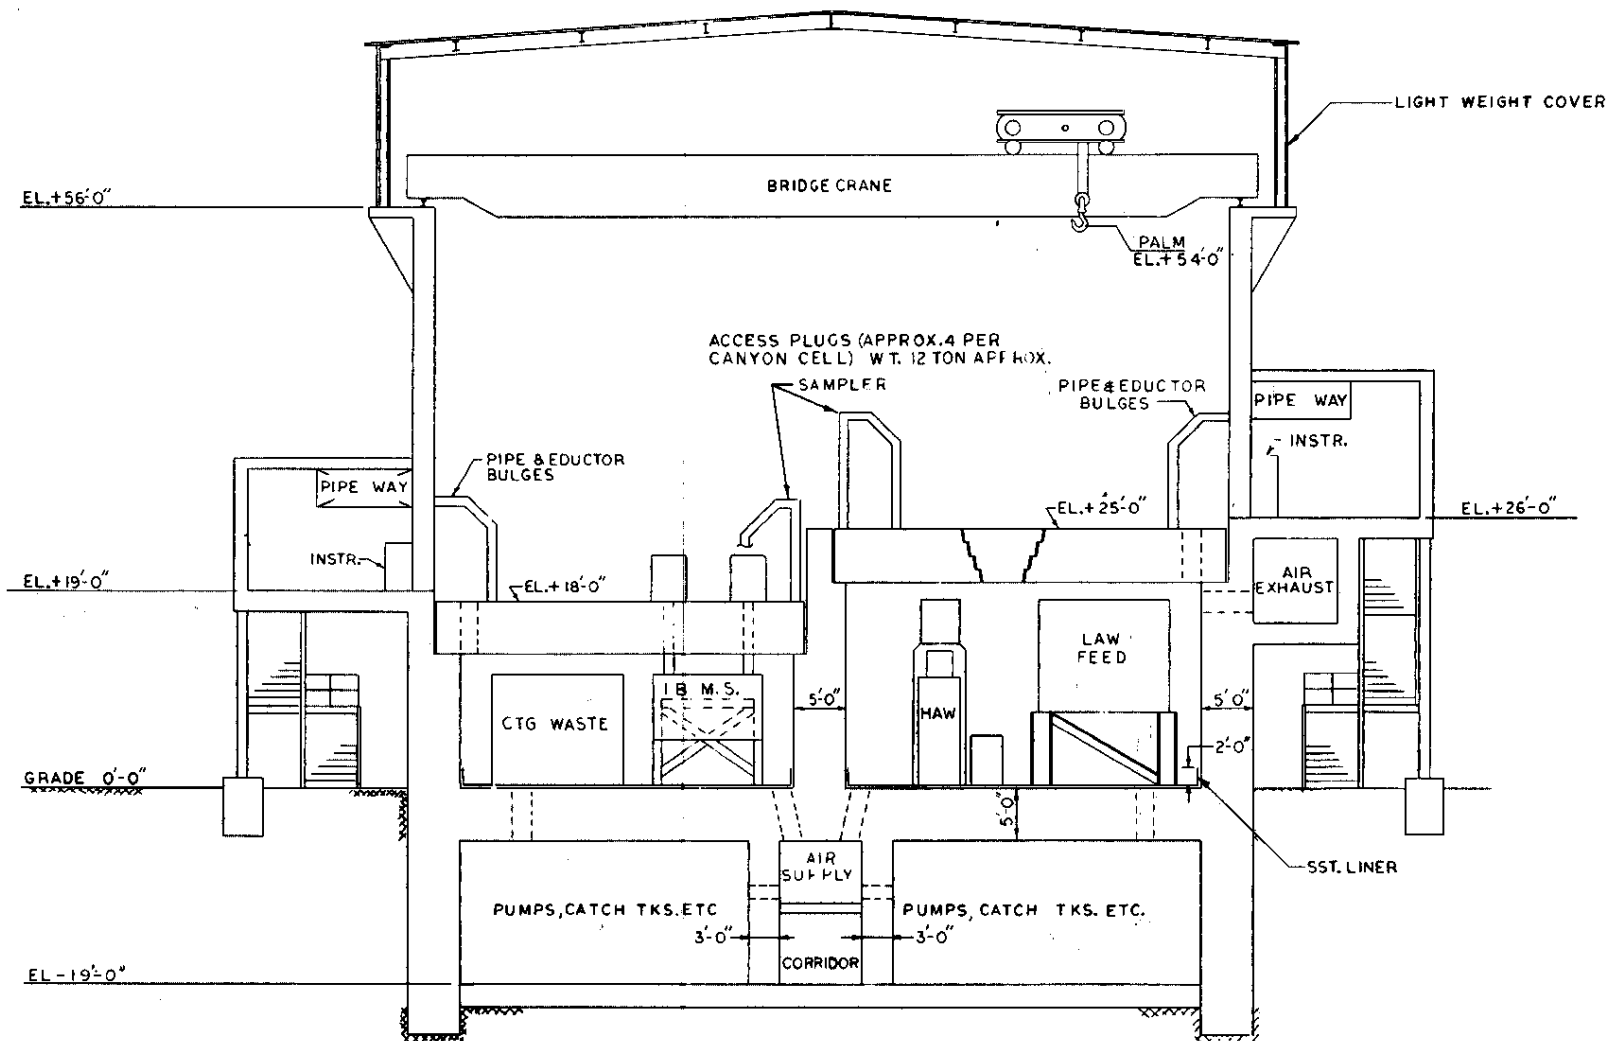 LIGHT WEIGHT COVER
BRIDGE CRANE
EL.+56'-0"
PALM
EL.+54'-0"
ACCESS PLUGS (APPROX.4 PER
CANYON CELL) WT. 12 TON APPROX.
SAMPLER
PIPE & EDUCTOR
BULGES
PIPE WAY
INSTR.
PIPE & EDUCTOR
BULGES
PIPE WAY
EL.+25'-0"
EL.+26'-0"
INSTR.
EL.+19'-0"
EL.+18'-0"
AIR
EXHAUST
LAW
FEED
I B M.S.
5'-0"
5'-0"
CTG WASTE
HAW
2'-0"
GRADE 0'-0"
5'-0"
AIR
SUPPLY
SST. LINER
PUMPS, CATCH TKS. ETC
PUMPS, CATCH TKS. ETC.
3'-0"
3'-0"
CORRIDOR
EL -19'-0"